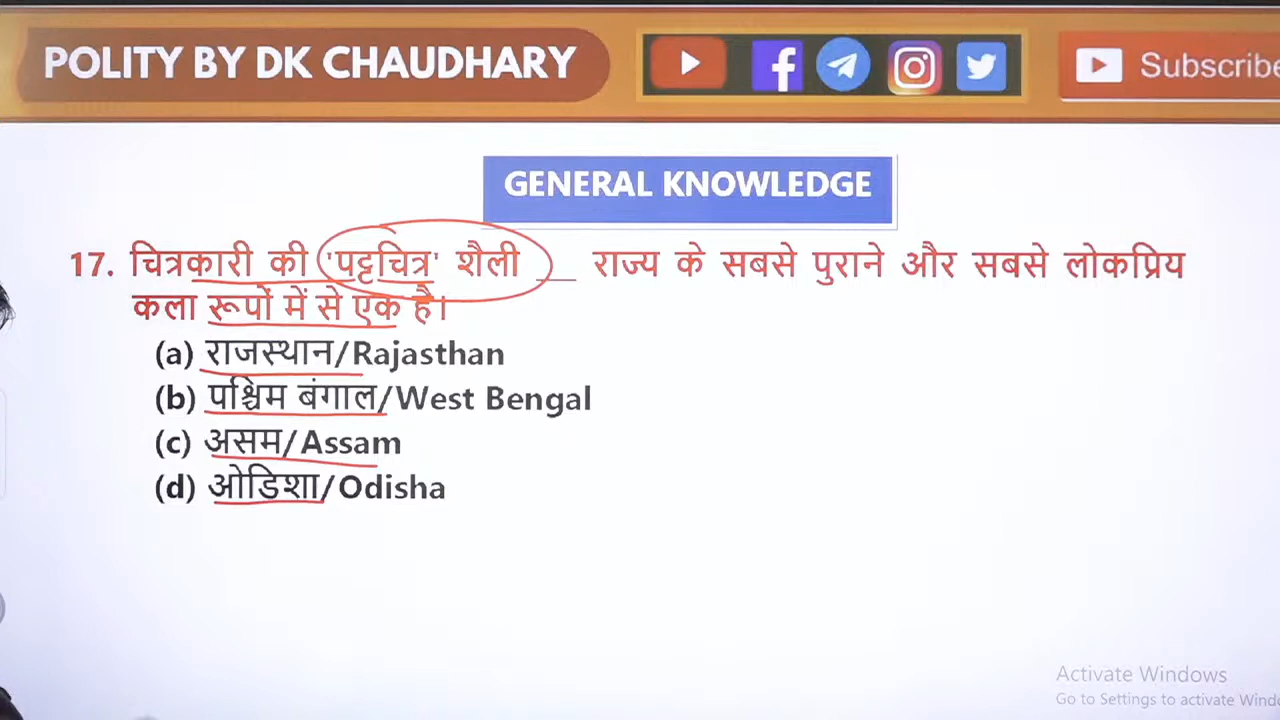 POLITY BY DK CHAUDHARY
Subscribe
GENERAL KNOWLEDGE
17. चित्रकारी की 'पट्टचित्र' शैली ___ राज्य के सबसे पुराने और सबसे लोकप्रिय
कला रूपों में से एक है।
(a) राजस्थान/Rajasthan
(b) पश्चिम बंगाल/West Bengal
(c) असम/Assam
(d) ओडिशा/Odisha
Activate Windows
Go to Settings to activate Windo